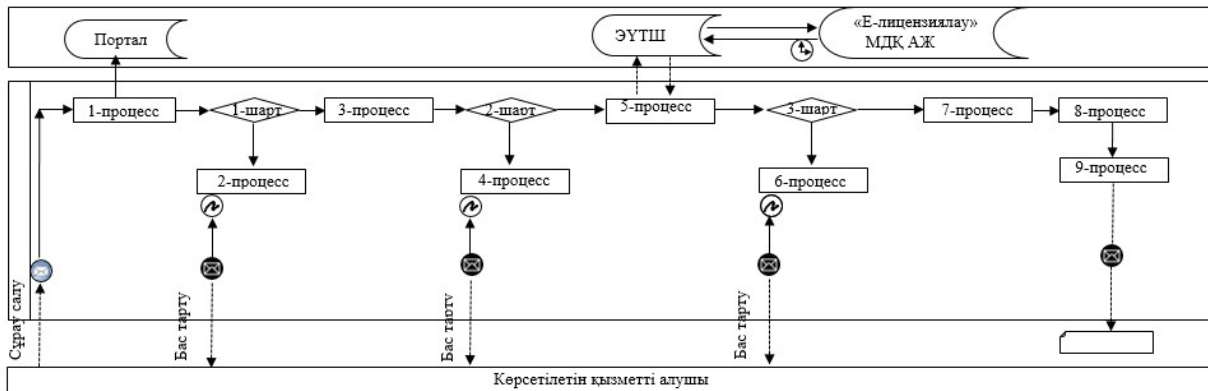 Портал
ЭҮТШ
«Е-лицензиялау»
МДҚ АЖ
1-процесс
1-шарт
3-процесс
2-шарт
5-процесс
3-шарт
7-процесс
8-процесс
2-процесс
4-процесс
6-процесс
9-процесс
Сұрау салу
Бас тарту
Бас тарту
Бас тарту
Көрсетілетін қызметті алушы